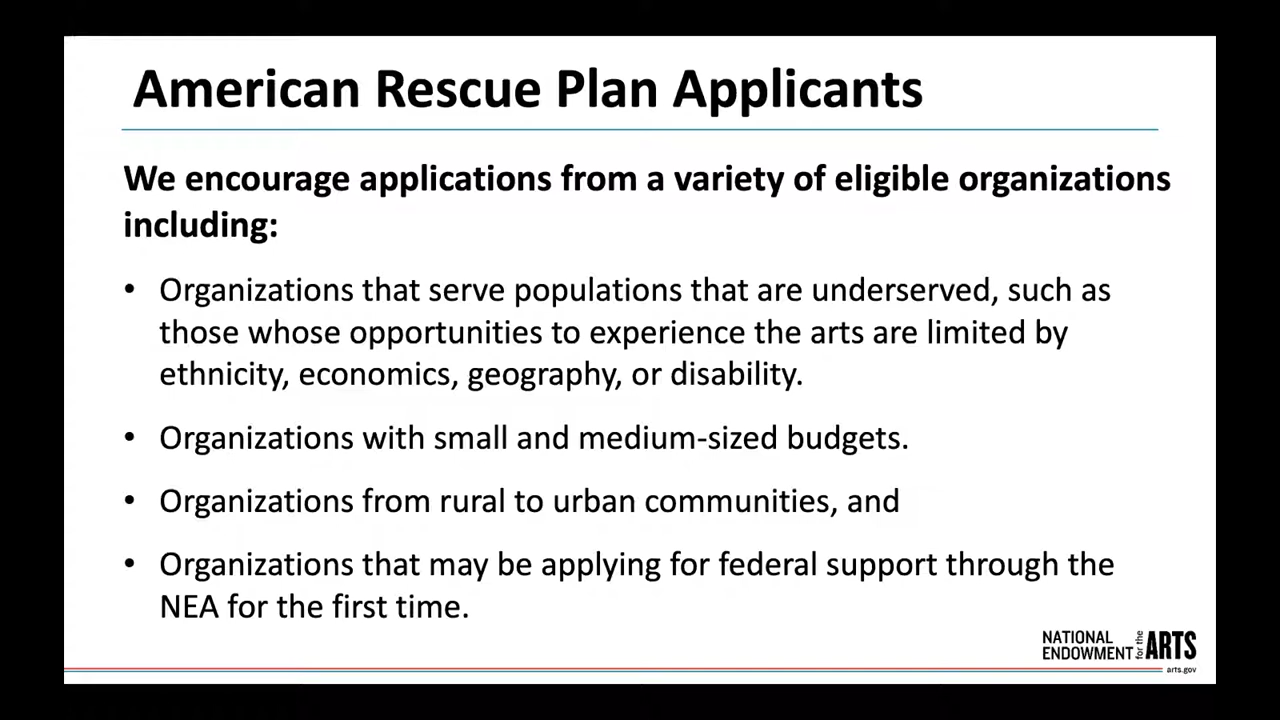 American Rescue Plan Applicants
We encourage applications from a variety of eligible organizations
including:
• Organizations that serve populations that are underserved, such as
those whose opportunities to experience the arts are limited by
ethnicity, economics, geography, or disability.
• Organizations with small and medium-sized budgets.
• Organizations from rural to urban communities, and
• Organizations that may be applying for federal support through the
NEA for the first time.
NATIONAL
ENDOWMENT
for the
ARTS
arts.gov